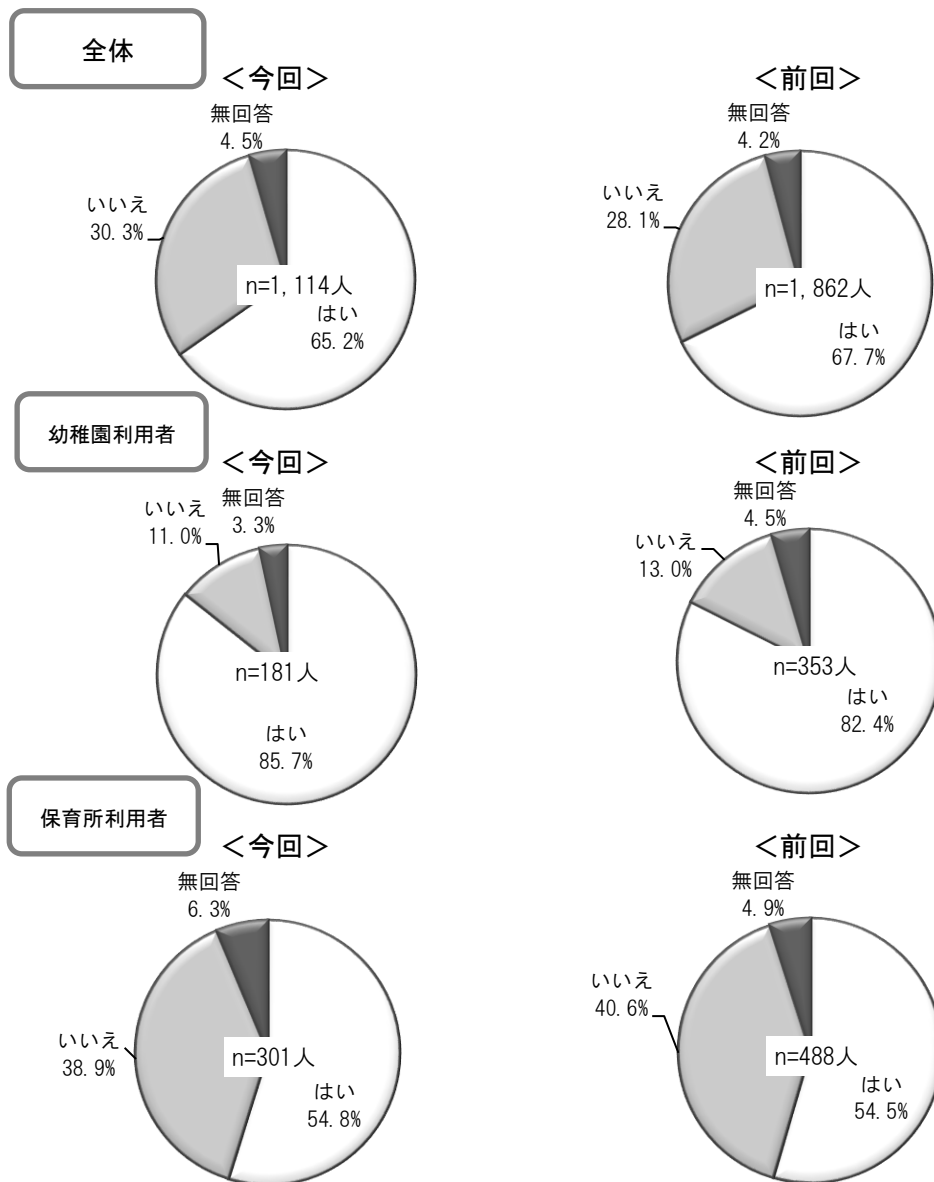 全体
＜今回＞
無回答
4.5%
いいえ
30.3%
n=1,114人
はい
65.2%
＜前回＞
無回答
4.2%
いいえ
28.1%
n=1,862人
はい
67.7%
幼稚園利用者
＜今回＞
無回答
3.3%
いいえ
11.0%
n=181人
はい
85.7%
＜前回＞
無回答
4.5%
いいえ
13.0%
n=353人
はい
82.4%
保育所利用者
＜今回＞
無回答
6.3%
いいえ
38.9%
n=301人
はい
54.8%
＜前回＞
無回答
4.9%
いいえ
40.6%
n=488人
はい
54.5%